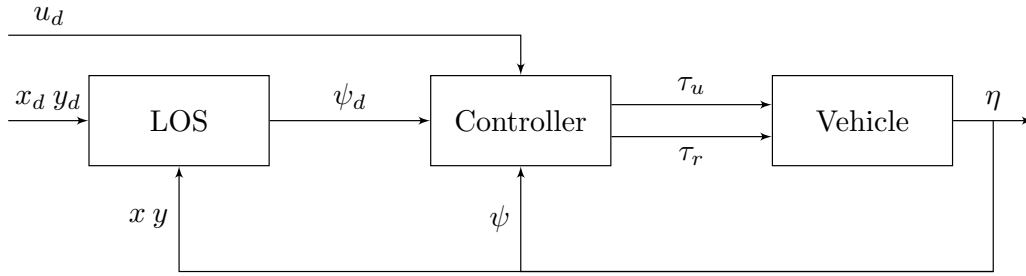 u_d
x_d y_d
LOS
ψ_d
Controller
τ_u
τ_r
Vehicle
η
x y
ψ